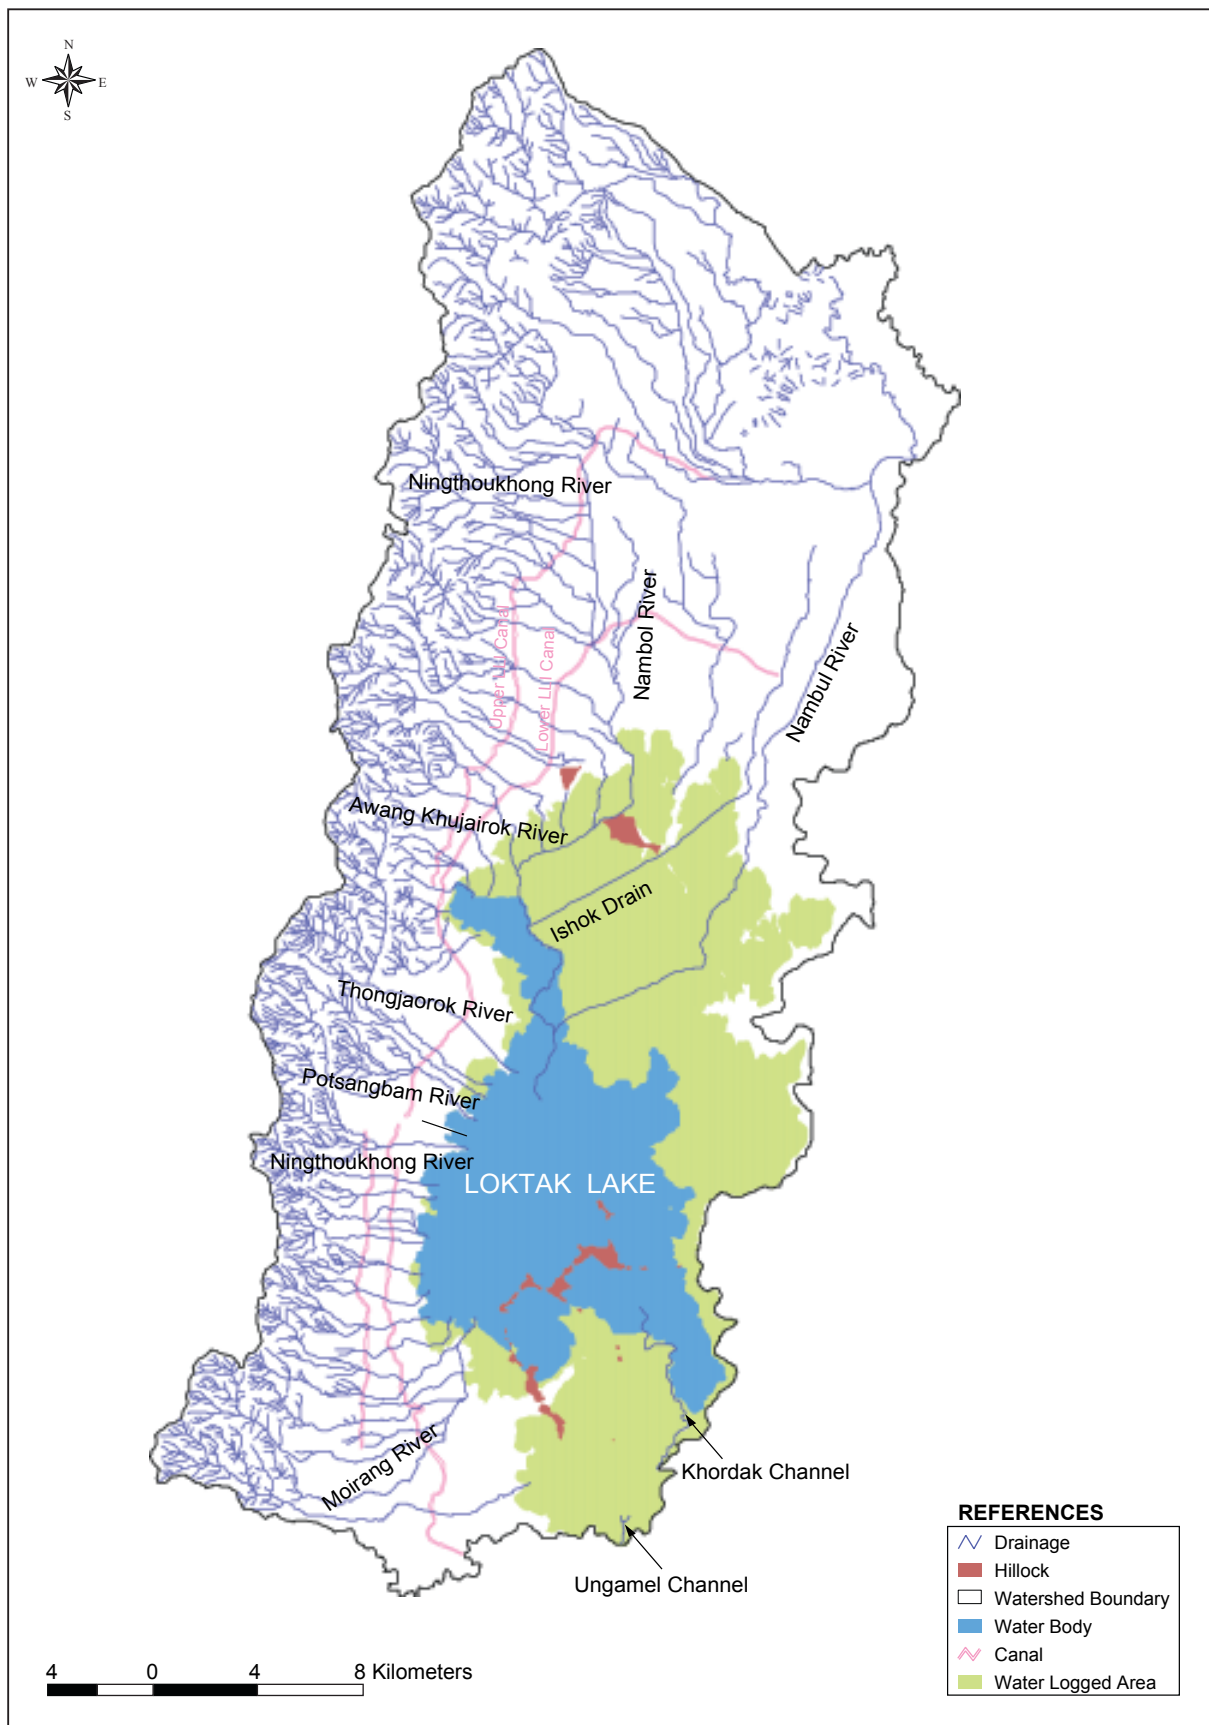 N
W E
S
Ningthoukhong River
Nambol River
Upper LLI Canal
Lower LLI Canal
Nambul River
Awang Khujairok River
Ishok Drain
Thongjaorok River
Potsangbam River
Ningthoukhong River
LOKTAK LAKE
Moirang River
Khordak Channel
Ungamel Channel
REFERENCES
Drainage
Hillock
Watershed Boundary
Water Body
Canal
Water Logged Area
4 0 4 8 Kilometers